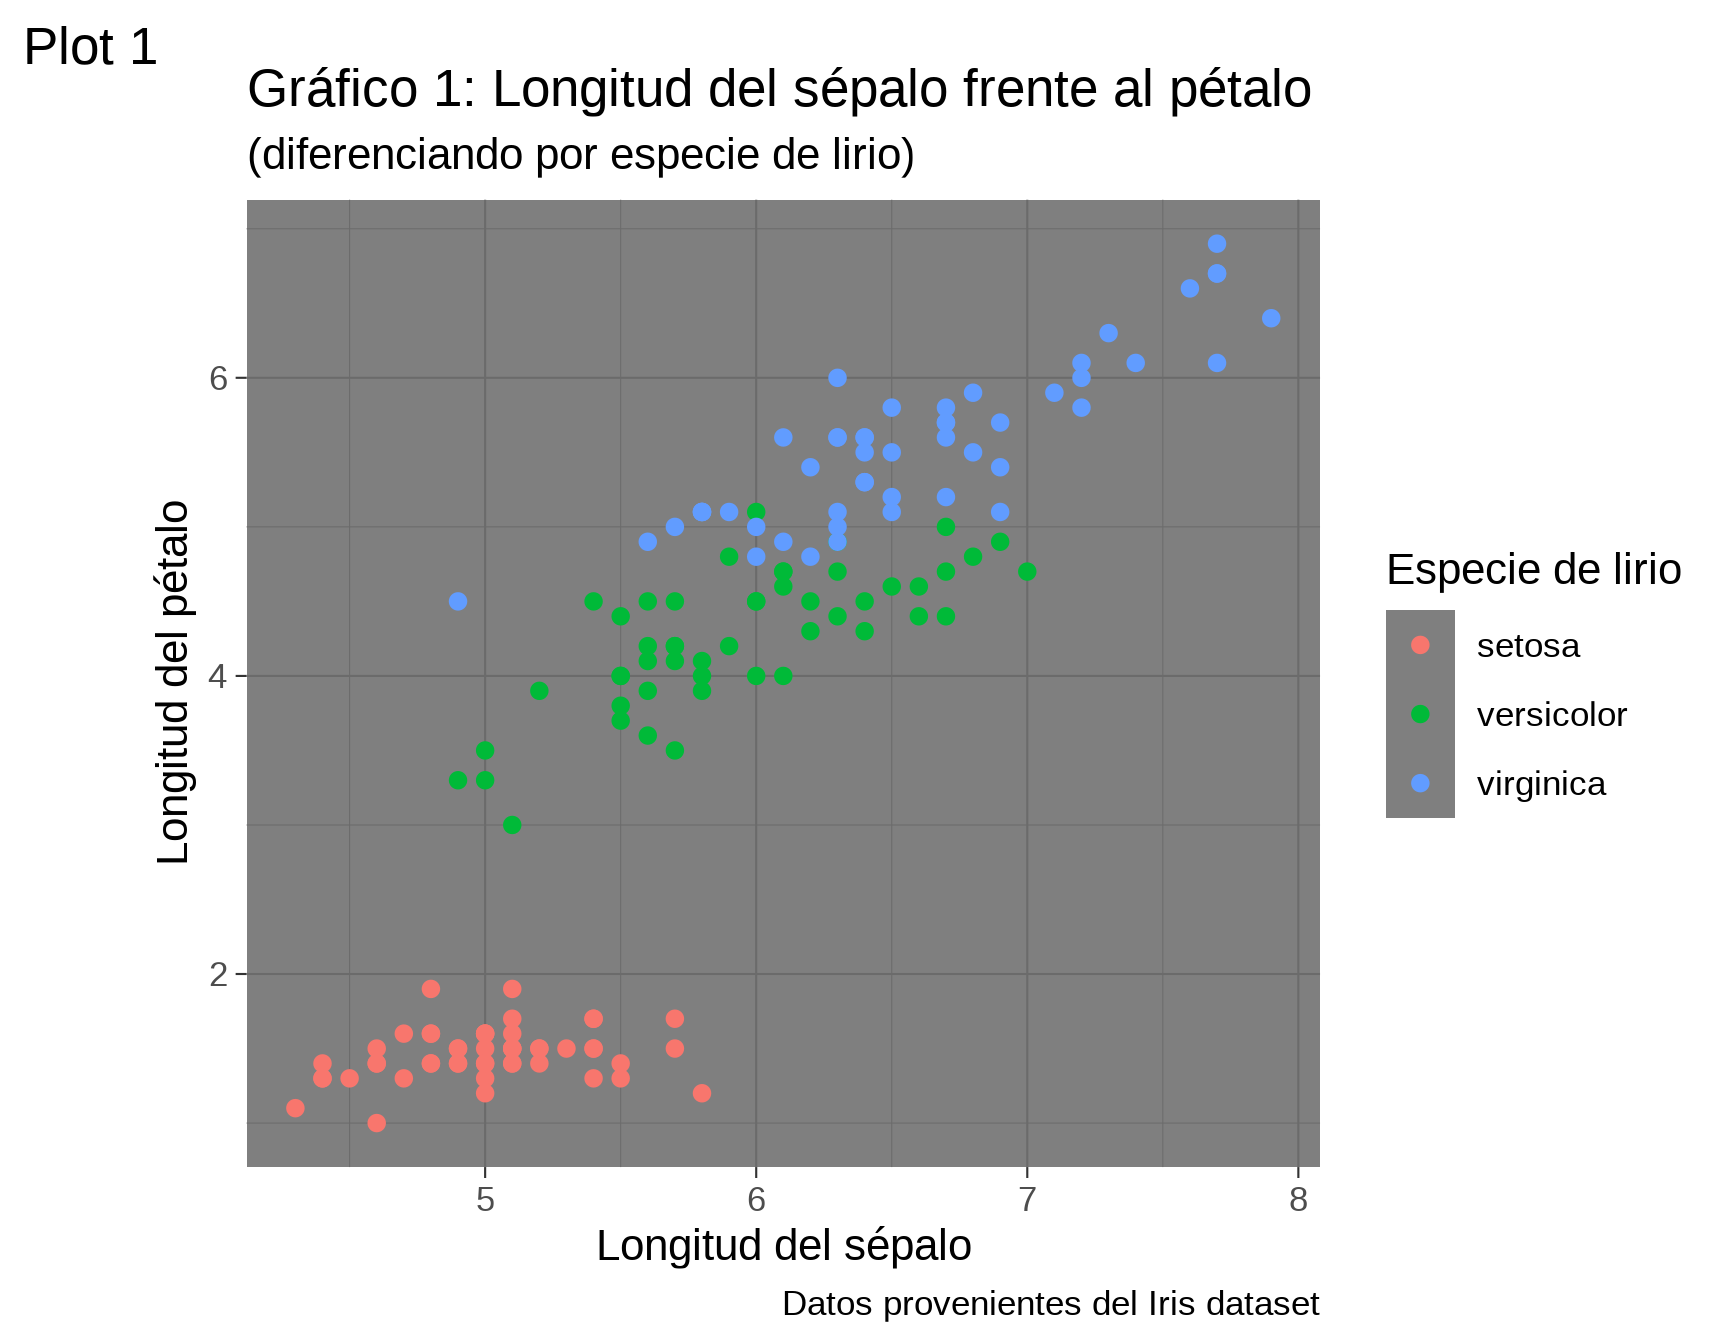 Plot 1
Gráfico 1: Longitud del sépalo frente al pétalo
(diferenciando por especie de lirio)
Longitud del pétalo
6
4
2
5
6
7
8
Longitud del sépalo
Datos provenientes del Iris dataset
Especie de lirio
setosa
versicolor
virginica